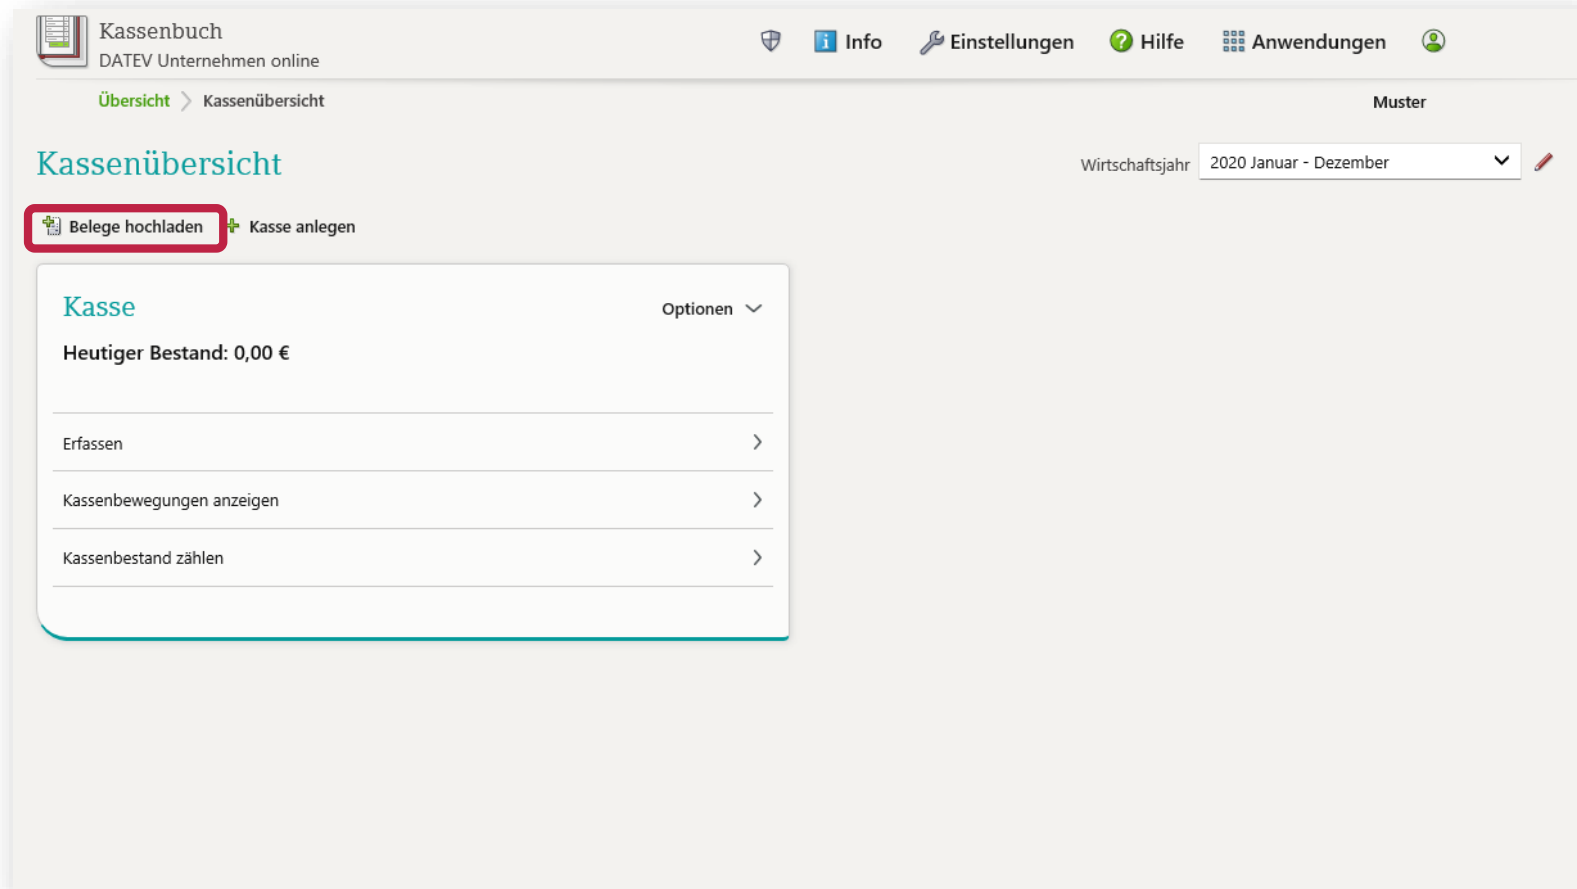 Kassenbuch
DATEV Unternehmen online
Info
Einstellungen
Hilfe
Anwendungen
Übersicht
Kassenübersicht
Muster
Kassenübersicht
Wirtschaftsjahr
2020 Januar - Dezember
Belege hochladen
Kasse anlegen
Kasse
Optionen
Heutiger Bestand: 0,00 €
Erfassen
Kassenbewegungen anzeigen
Kassenbestand zählen